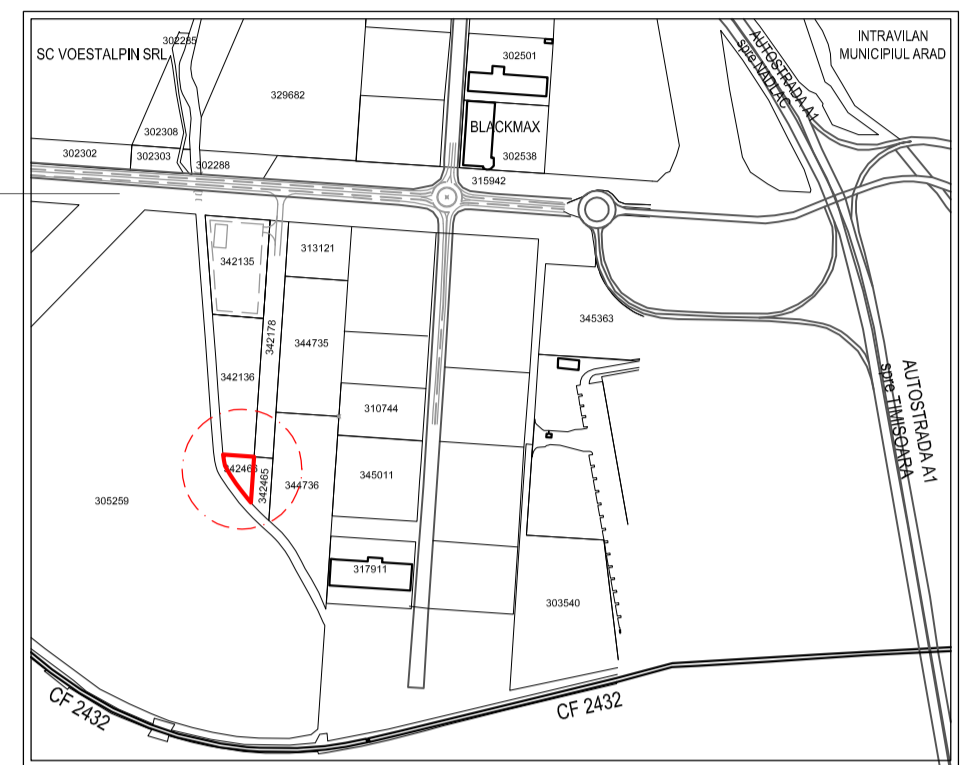 SC VOESTALPIN SRL
302285
302501
INTRAVILAN
MUNICIPIUL ARAD
AUTOSTRADA A1
spre NADLAC
329682
302308
BLACKMAX
302302
302303
302288
302538
315942
342135
313121
342178
344735
345363
342136
310744
AUTOSTRADA A1
spre TIMISOARA
342465
344736
345011
305259
317911
303540
CF 2432
CF 2432